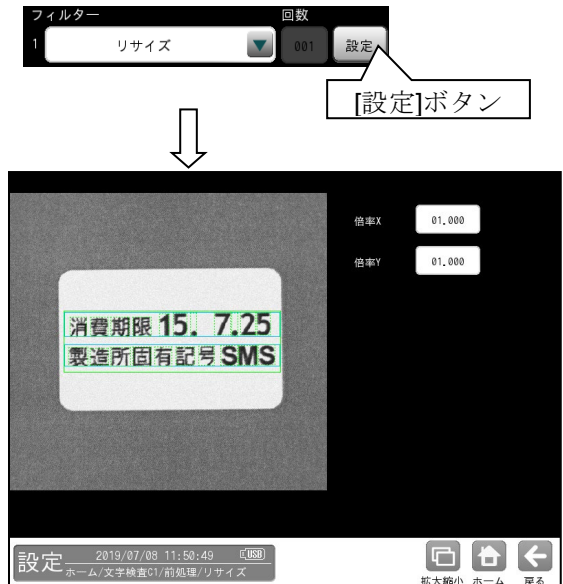 フィルター 回数
1 リサイズ 001 設定
[設定]ボタン
倍率X 01.000
倍率Y 01.000
消費期限 15. 7.25
製造所固有記号 SMS
設定 2019/07/08 11:50:49 USB
ホーム/文字検査C1/前処理/リサイズ
拡大縮小 ホーム 戻る